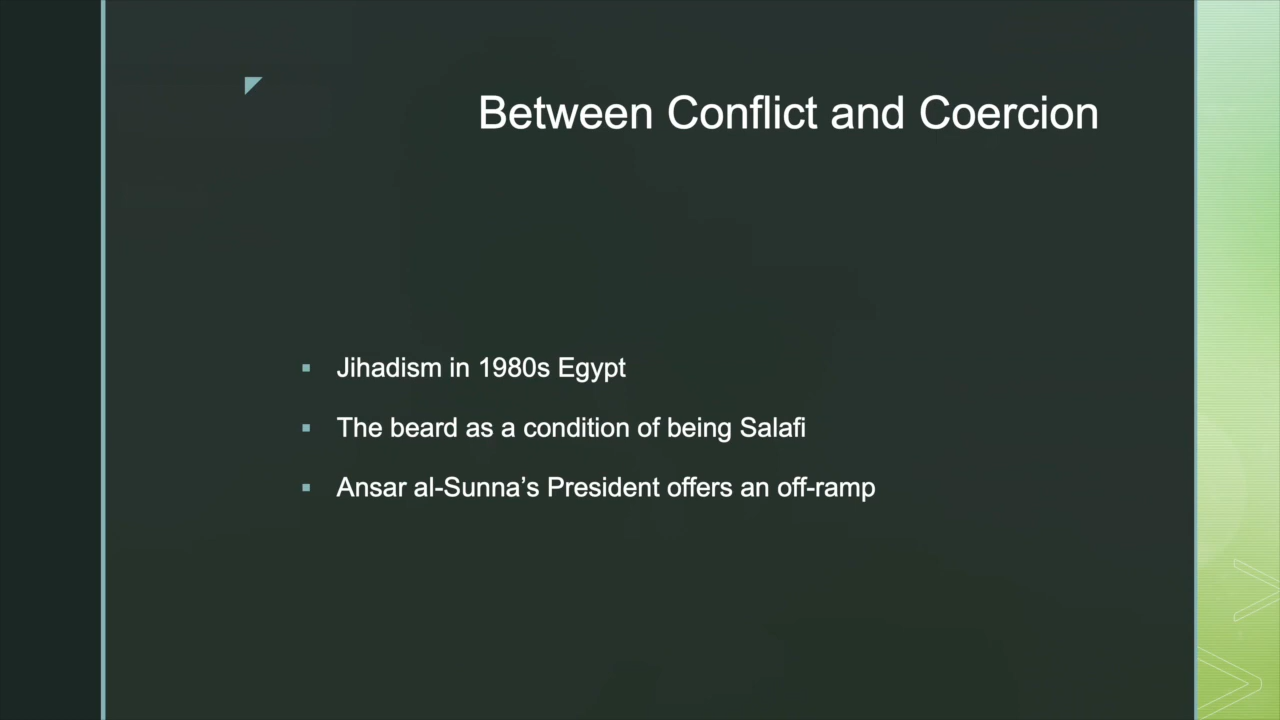 Between Conflict and Coercion
Jihadism in 1980s Egypt
The beard as a condition of being Salafi
Ansar al-Sunna’s President offers an off-ramp